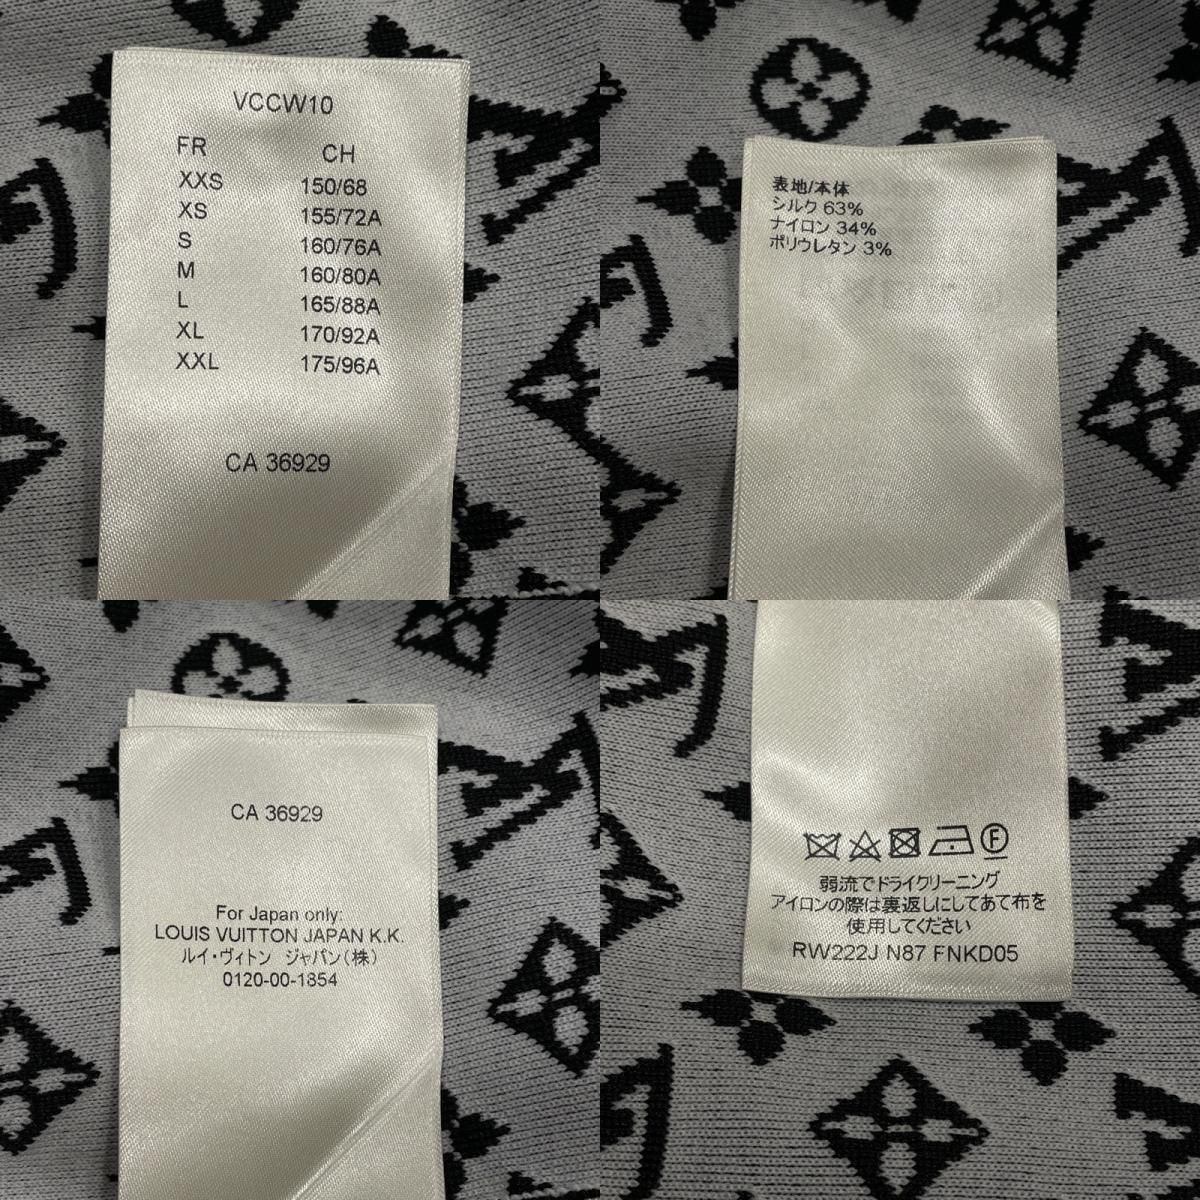 VCCW10
FR CH
XXS 150/68
XS 155/72A
S 160/76A
M 160/80A
L 165/88A
XL 170/92A
XXL 175/96A
CA 36929
表地/本体
シルク 63%
ナイロン 34%
ポリウレタン 3%
CA 36929
For Japan only:
LOUIS VUITTON JAPAN K.K.
ルイ・ヴィトン ジャパン(株)
0120-00-1854
F
弱流でドライクリーニング
アイロンの際は裏返しにしてあて布を
使用してください
RW222J N87 FNKD05